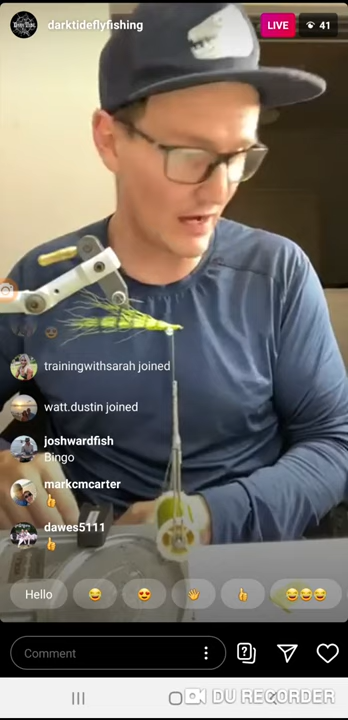 darktideflyfishing
LIVE
41
trainingwithsarah joined
watt.dustin joined
joshwardfish
Bingo
markcmcarter
👍
dawes5111
👍
Hello
Comment
DU RECORDER